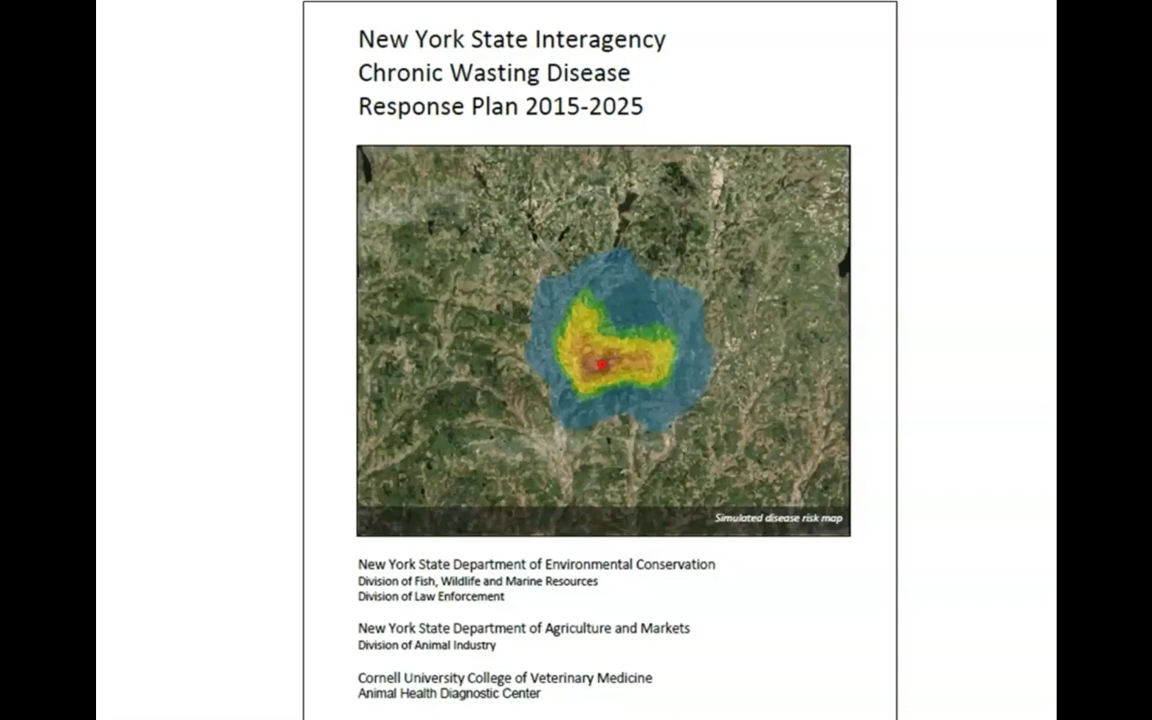 New York State Interagency
Chronic Wasting Disease
Response Plan 2015-2025
Simulated disease risk map
New York State Department of Environmental Conservation
Division of Fish, Wildlife and Marine Resources
Division of Law Enforcement
New York State Department of Agriculture and Markets
Division of Animal Industry
Cornell University College of Veterinary Medicine
Animal Health Diagnostic Center